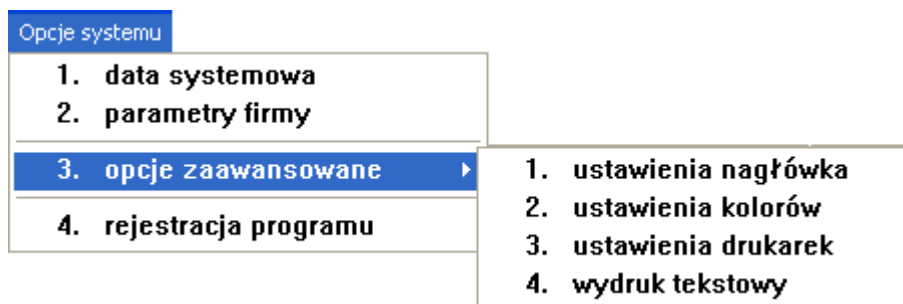 Opcje systemu
1. data systemowa
2. parametry firmy
3. opcje zaawansowane
4. rejestracja programu
1. ustawienia nagłówka
2. ustawienia kolorów
3. ustawienia drukarek
4. wydruk tekstowy